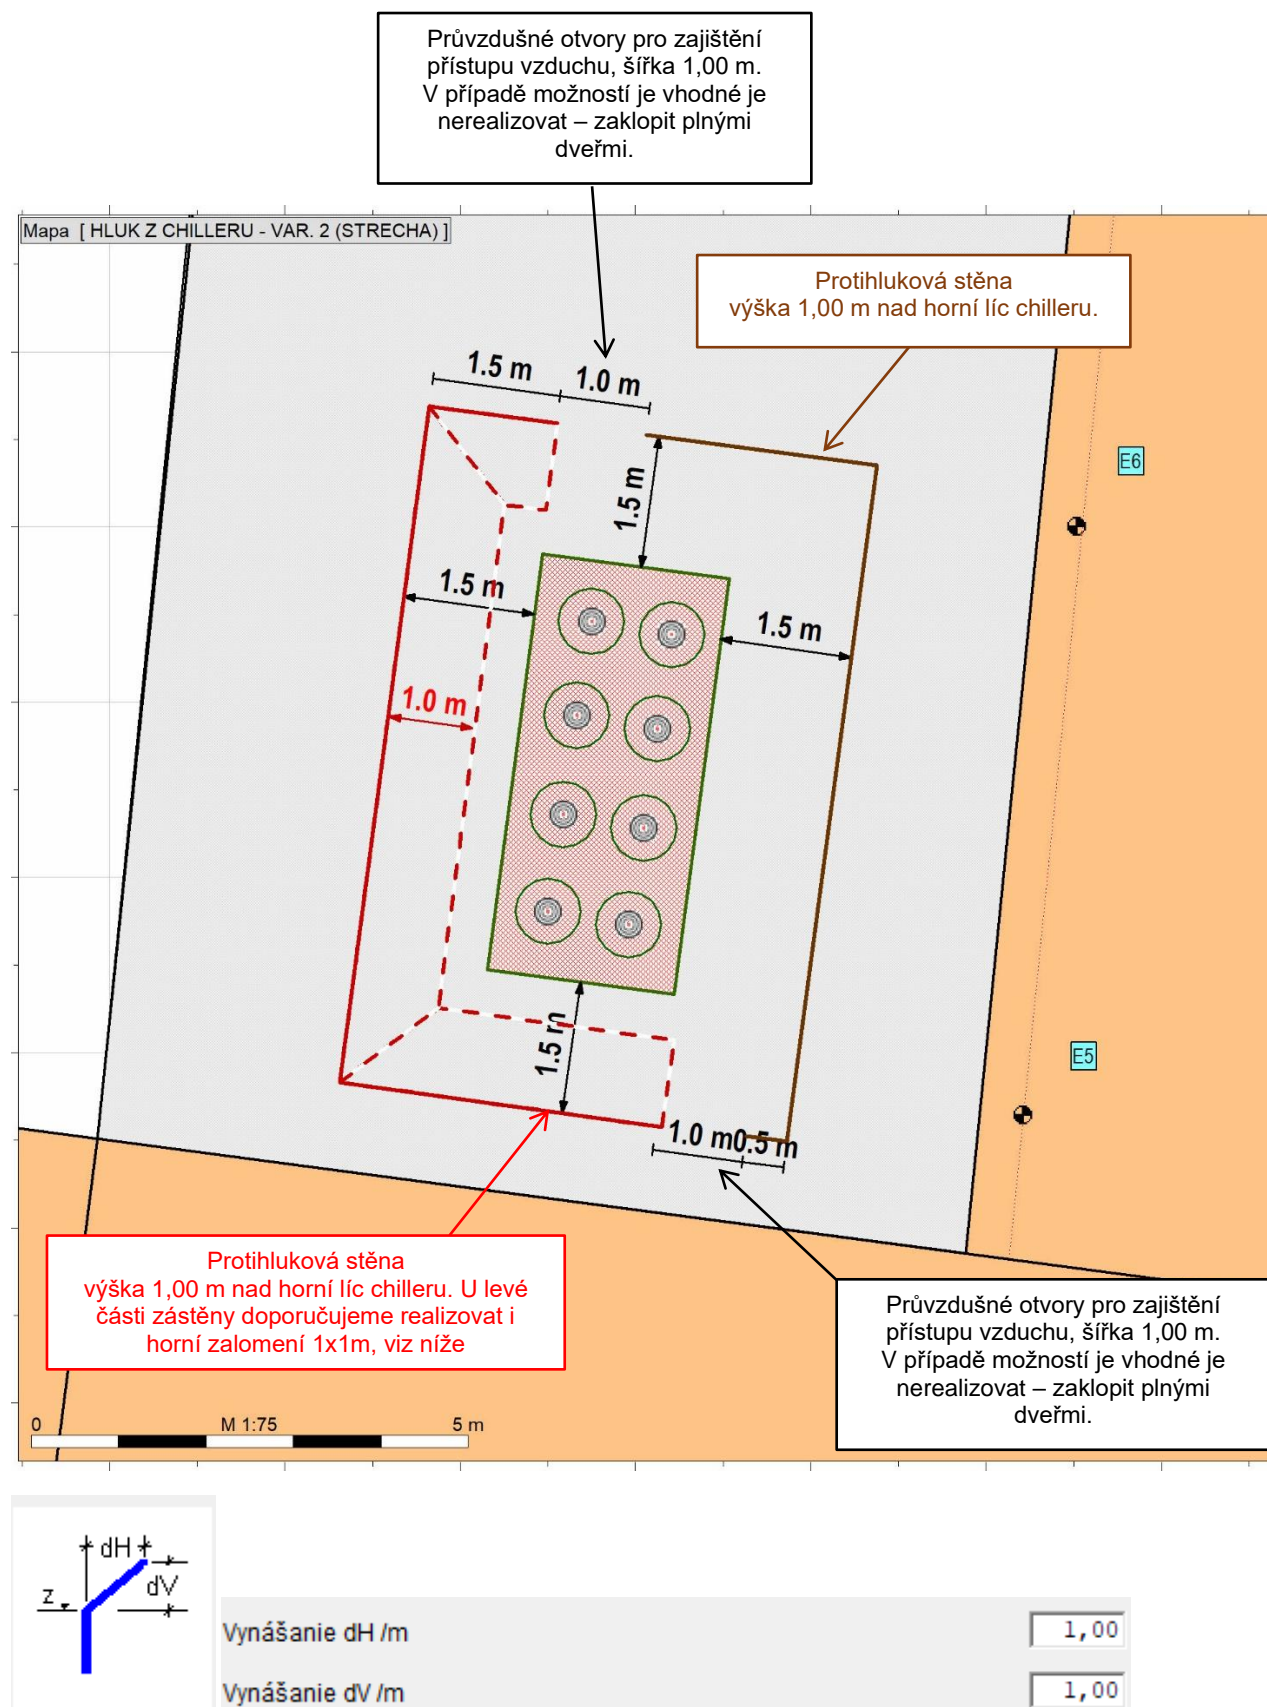 Průvzdušné otvory pro zajištění
přístupu vzduchu, šířka 1,00 m.
V případě možností je vhodné je
nerealizovat – zaklopit plnými
dveřmi.
Mapa [ HLUK Z CHILLERU - VAR. 2 (STRECHA) ]
Protihluková stěna
výška 1,00 m nad horní líc chilleru.
1.5 m
1.0 m
E6
1.5 m
1.5 m
1.5 m
1.0 m
1.5 m
E5
1.0 m
0.5 m
Protihluková stěna
výška 1,00 m nad horní líc chilleru. U levé
části zástěny doporučujeme realizovat i
horní zalomení 1x1m, viz níže
Průvzdušné otvory pro zajištění
přístupu vzduchu, šířka 1,00 m.
V případě možností je vhodné je
nerealizovat – zaklopit plnými
dveřmi.
0 M 1:75 5 m
dH
dV
z
Vynášanie dH /m 1,00
Vynášanie dV /m 1,00